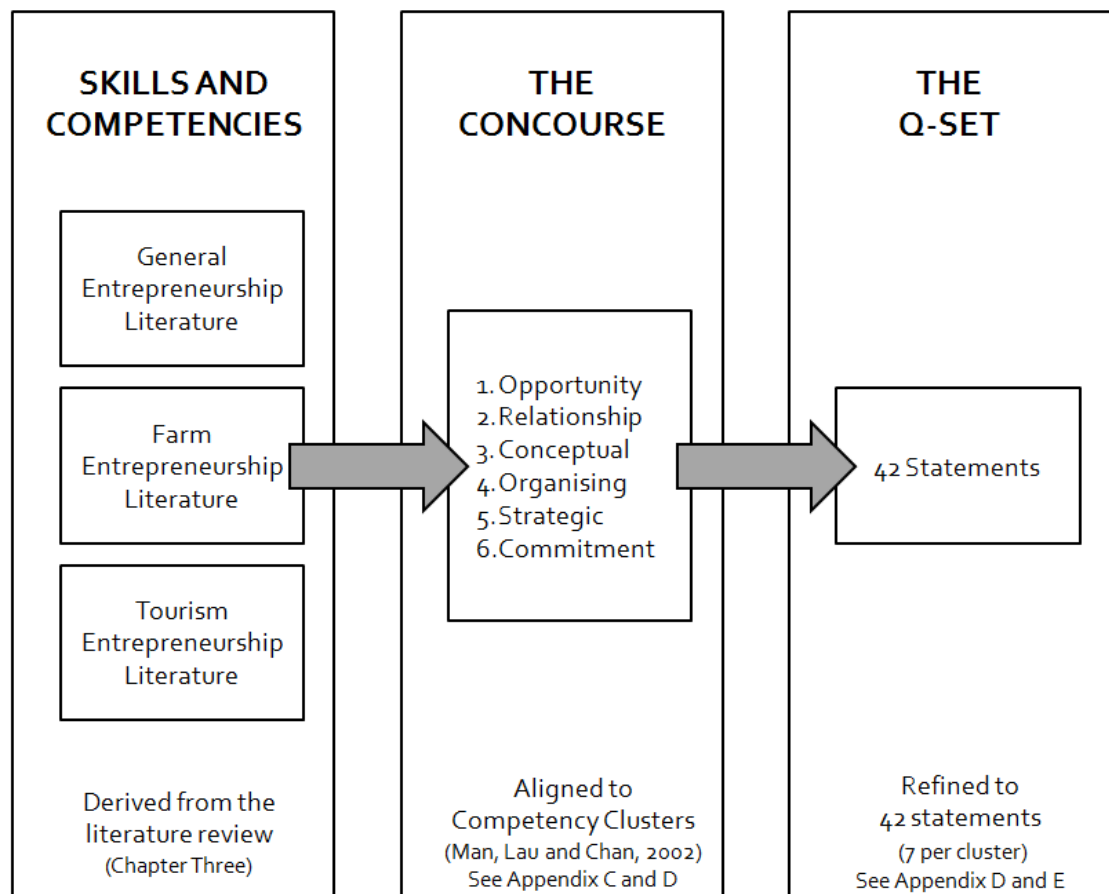 SKILLS AND
COMPETENCIES
General
Entrepreneurship
Literature
Farm
Entrepreneurship
Literature
Tourism
Entrepreneurship
Literature
Derived from the
literature review
(Chapter Three)
THE
CONCOURSE
1. Opportunity
2. Relationship
3. Conceptual
4. Organising
5. Strategic
6. Commitment
Aligned to
Competency Clusters
(Man, Lau and Chan, 2002)
See Appendix C and D
THE
Q-SET
42 Statements
Refined to
42 statements
(7 per cluster)
See Appendix D and E